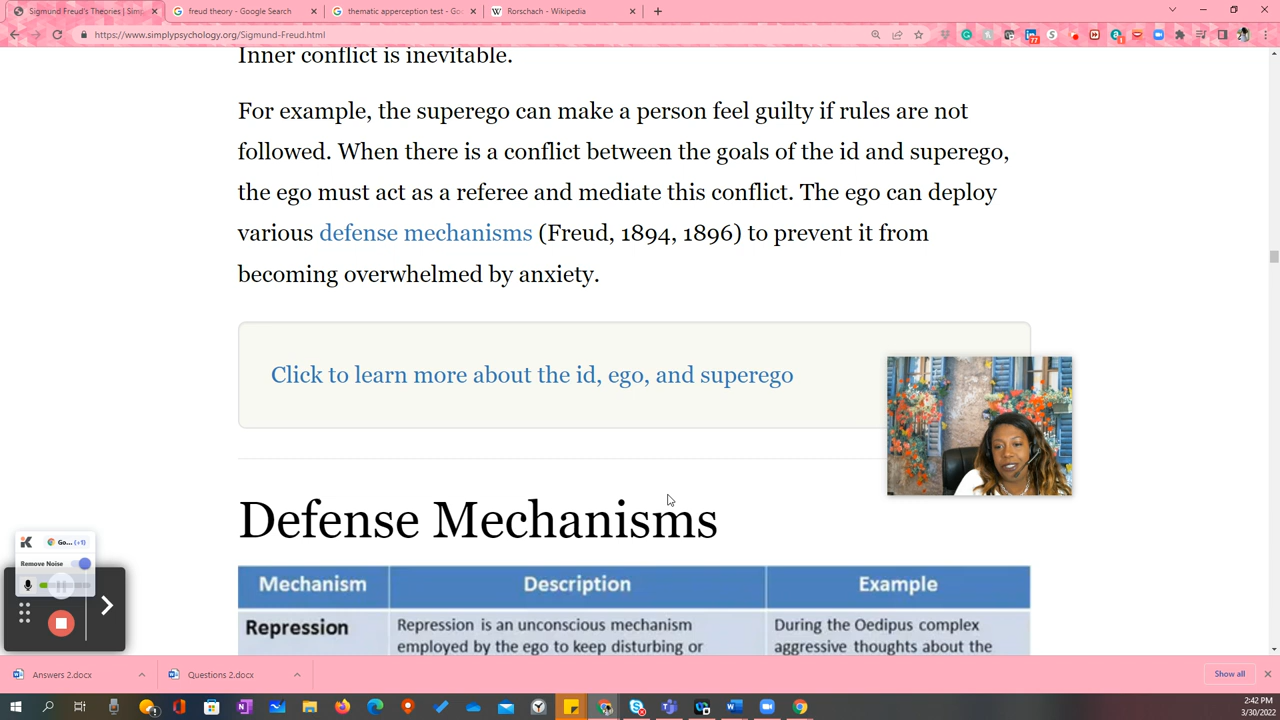 Sigmund Freud's Theories | Sim
freud theory - Google Search
thematic apperception test - Go
Rorschach - Wikipedia
https://www.simplypsychology.org/Sigmund-Freud.html
77
1
Inner conflict is inevitable.
For example, the superego can make a person feel guilty if rules are not
followed. When there is a conflict between the goals of the id and superego,
the ego must act as a referee and mediate this conflict. The ego can deploy
various defense mechanisms (Freud, 1894, 1896) to prevent it from
becoming overwhelmed by anxiety.
Click to learn more about the id, ego, and superego
Defense Mechanisms
Mechanism Description Example
Repression
Repression is an unconscious mechanism
employed by the ego to keep disturbing or
During the Oedipus complex
aggressive thoughts about the
Go... (+1)
Remove Noise
Answers 2.docx
Questions 2.docx
Show all
2:42 PM
3/30/2022